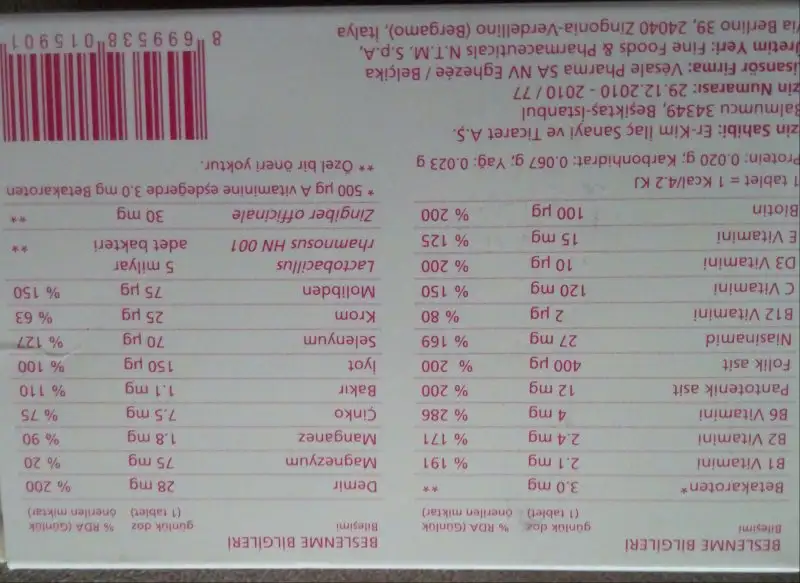 BESLENME BİLGİLERİ
Bileşimi günlük doz % RDA (Günlük
(1 tablet) önerilen miktar)
Betakaroten* 3.0 mg **
B1 Vitamini 2.1 mg % 191
B2 Vitamini 2.4 mg % 171
B6 Vitamini 4 mg % 286
Pantotenik asit 12 mg % 200
Folik asit 400 µg % 200
Niasinamid 27 mg % 169
B12 Vitamini 2 µg % 80
C Vitamini 120 mg % 150
D3 Vitamini 10 µg % 200
E Vitamini 15 mg % 125
Biotin 100 µg % 200
1 tablet = 1 Kcal/4.2 KJ
Protein: 0.020 g; Karbonhidrat: 0.067 g; Yağ: 0.023 g
BESLENME BİLGİLERİ
Bileşimi günlük doz % RDA (Günlük
(1 tablet) önerilen miktar)
Demir 28 mg % 200
Magnezyum 75 mg % 20
Manganez 1.8 mg % 90
Çinko 7.5 mg % 75
Bakır 1.1 mg % 110
İyot 150 µg % 100
Selenyum 70 µg % 127
Krom 25 µg % 63
Molibden 75 µg % 150
Lactobacillus 5 milyar
rhamnosus HN 001 adet bakteri **
Zingiber officinale 30 mg **
* 500 µg A vitaminine eşdeğerde 3.0 mg Betakaroten
** Özel bir öneri yoktur.
İzin Sahibi: Er-Kim İlaç Sanayi ve Ticaret A.Ş.
Balmumcu 34349, Beşiktaş-İstanbul
İzin Numarası: 29.12.2010 - 2010 / 77
Lisansör Firma: Vésale Pharma SA NV Eghezée / Belçika
Üretim Yeri: Fine Foods & Pharmaceuticals N.T.M. S.p.A,
Via Berlino 39, 24040 Zingonia-Verdellino (Bergamo), İtalya
8 699538 015901